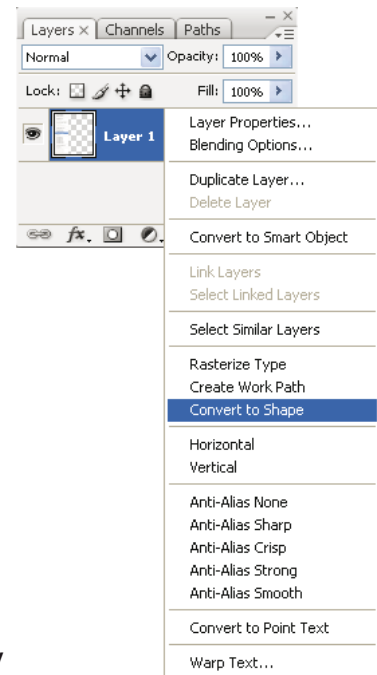 Layers × Channels Paths
Normal Opacity: 100%
Lock: Fill: 100%
Layer 1
fx.
Layer Properties...
Blending Options...
Duplicate Layer...
Delete Layer
Convert to Smart Object
Link Layers
Select Linked Layers
Select Similar Layers
Rasterize Type
Create Work Path
Convert to Shape
Horizontal
Vertical
Anti-Alias None
Anti-Alias Sharp
Anti-Alias Crisp
Anti-Alias Strong
Anti-Alias Smooth
Convert to Point Text
Warp Text...